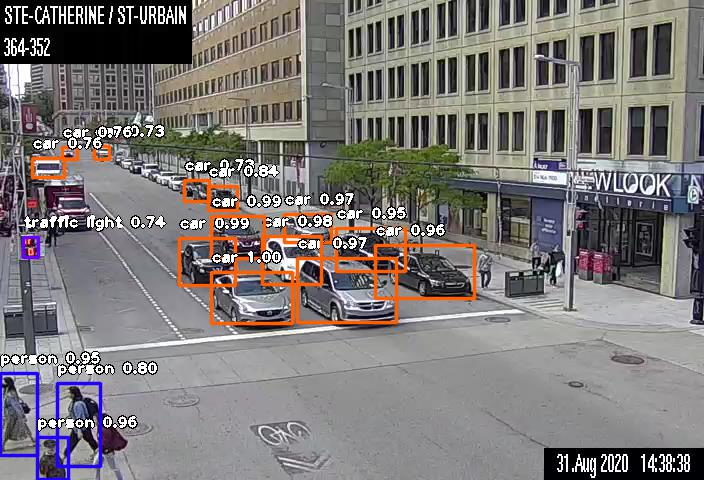 STE-CATHERINE / ST-URBAIN
364-352
car 0.73
car 0.76
car 0.76
car 0.73
car 0.84
car 0.97
car 0.99
car 0.95
traffic light 0.74
car 0.99
car 0.98
car 0.96
car 0.97
car 1.00
NEWLOOK
person 0.95
person 0.80
person 0.96
31.Aug 2020 14:38:38